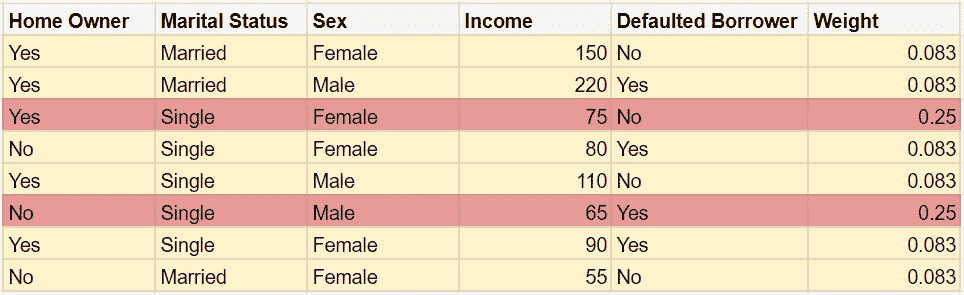 Home Owner Marital Status Sex Income Defaulted Borrower Weight
Yes Married Female 150 No 0.083
Yes Married Male 220 Yes 0.083
Yes Single Female 75 No 0.25
No Single Female 80 Yes 0.083
Yes Single Male 110 No 0.083
No Single Male 65 Yes 0.25
Yes Single Female 90 Yes 0.083
No Married Female 55 No 0.083